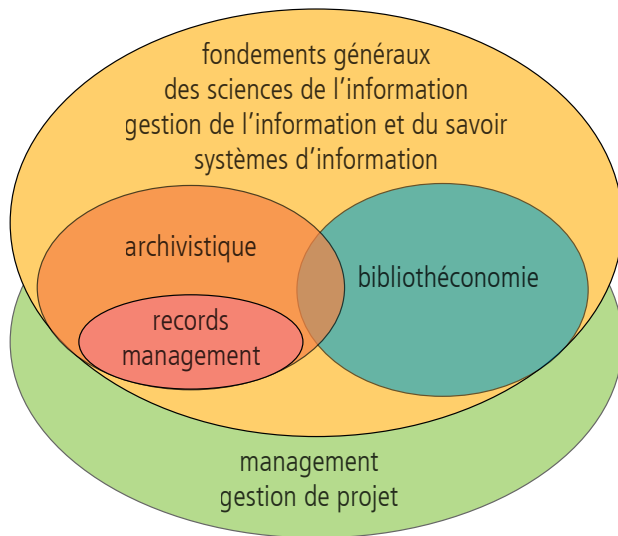 fondements généraux
des sciences de l’information
gestion de l’information et du savoir
systèmes d’information
archivistique
bibliothéconomie
records
management
management
gestion de projet